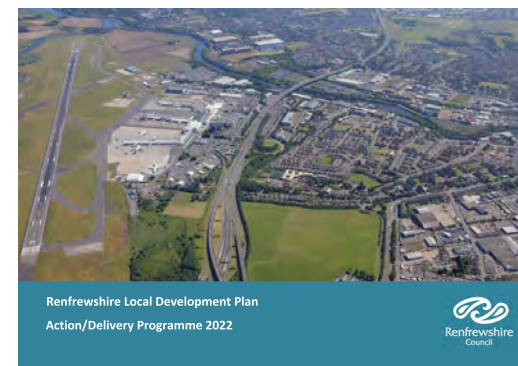 Renfrewshire Local Development Plan
Action/Delivery Programme 2022
Renfrewshire
Council